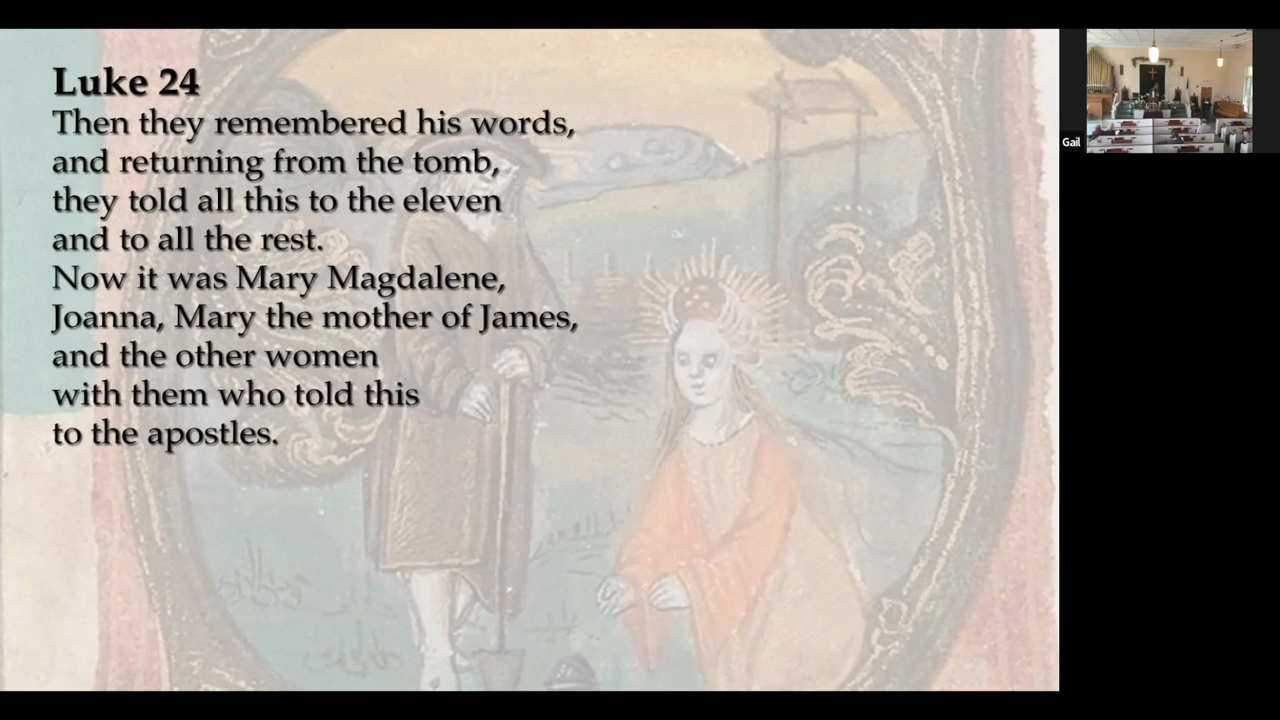 Luke 24
Then they remembered his words,
and returning from the tomb,
they told all this to the eleven
and to all the rest.
Now it was Mary Magdalene,
Joanna, Mary the mother of James,
and the other women
with them who told this
to the apostles.
Gail